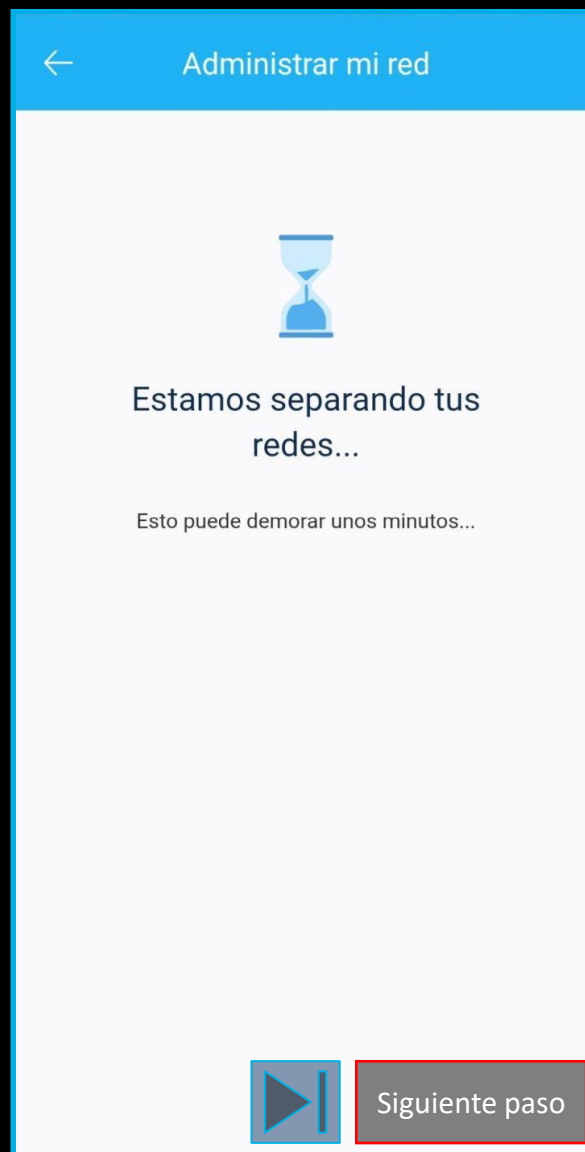 Administrar mi red
Estamos separando tus
redes...
Esto puede demorar unos minutos...
Siguiente paso